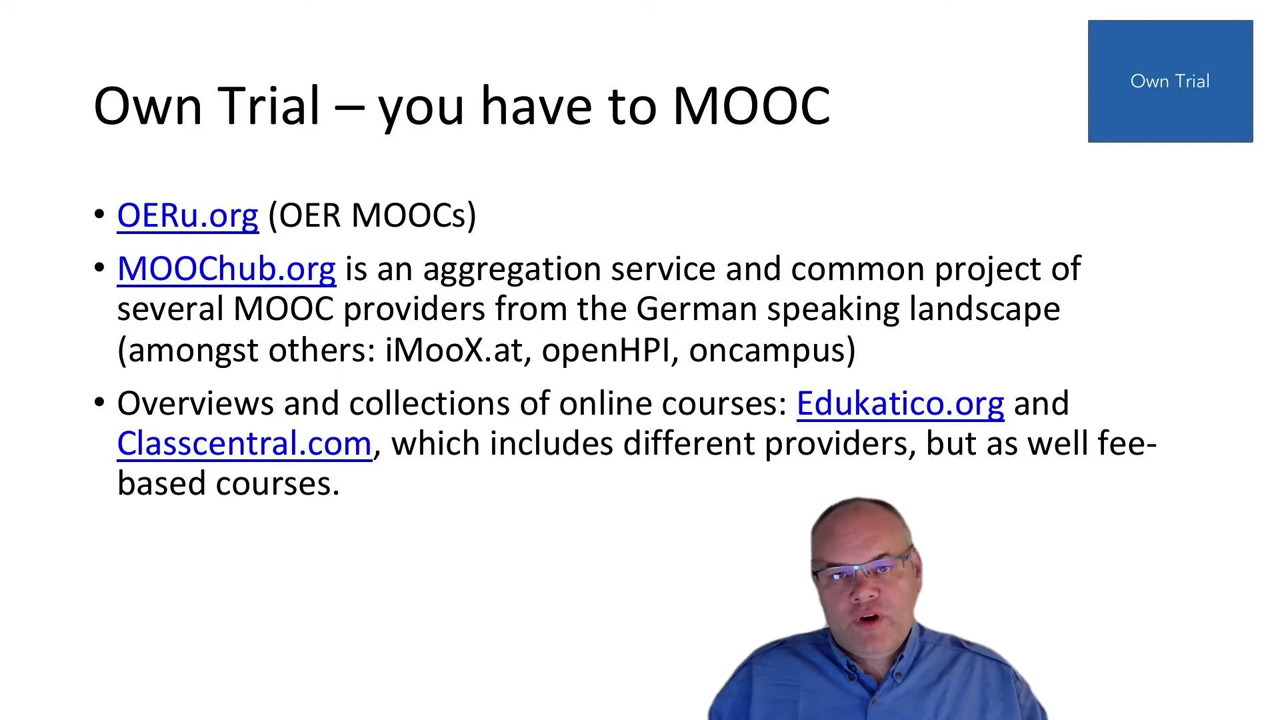 Own Trial
Own Trial – you have to MOOC
• OERu.org (OER MOOCs)
• MOOChub.org is an aggregation service and common project of
several MOOC providers from the German speaking landscape
(amongst others: iMooX.at, openHPI, oncampus)
• Overviews and collections of online courses: Edukatico.org and
Classcentral.com, which includes different providers, but as well fee-
based courses.